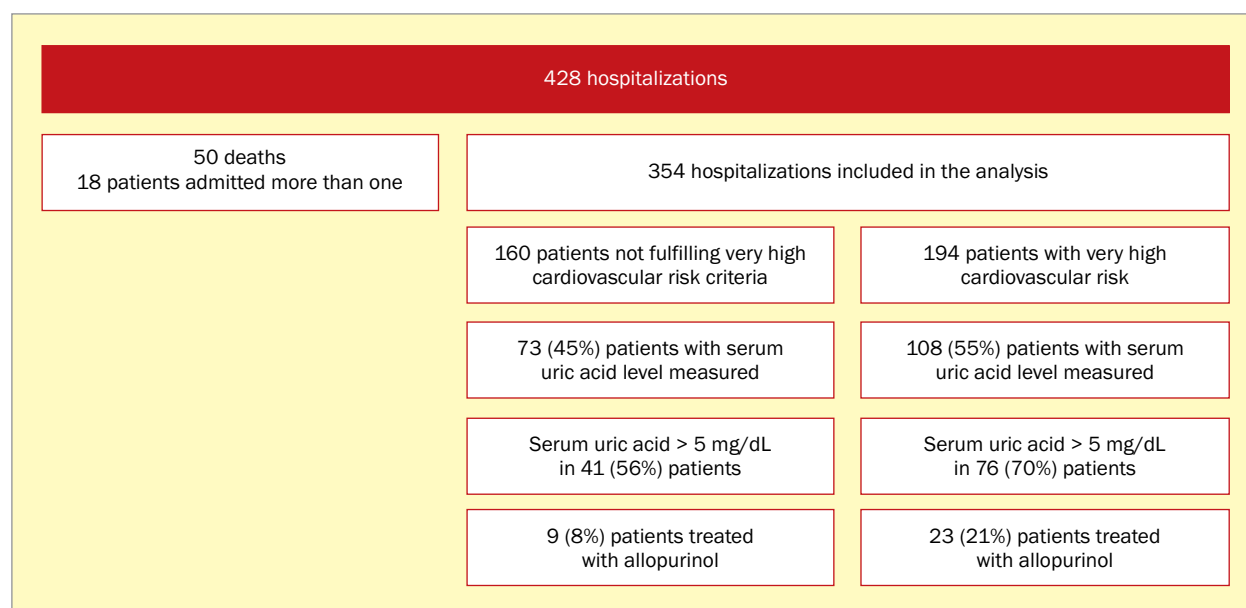 428 hospitalizations
50 deaths
18 patients admitted more than one
354 hospitalizations included in the analysis
160 patients not fulfilling very high
cardiovascular risk criteria
194 patients with very high
cardiovascular risk
73 (45%) patients with serum
uric acid level measured
108 (55%) patients with serum
uric acid level measured
Serum uric acid > 5 mg/dL
in 41 (56%) patients
Serum uric acid > 5 mg/dL
in 76 (70%) patients
9 (8%) patients treated
with allopurinol
23 (21%) patients treated
with allopurinol